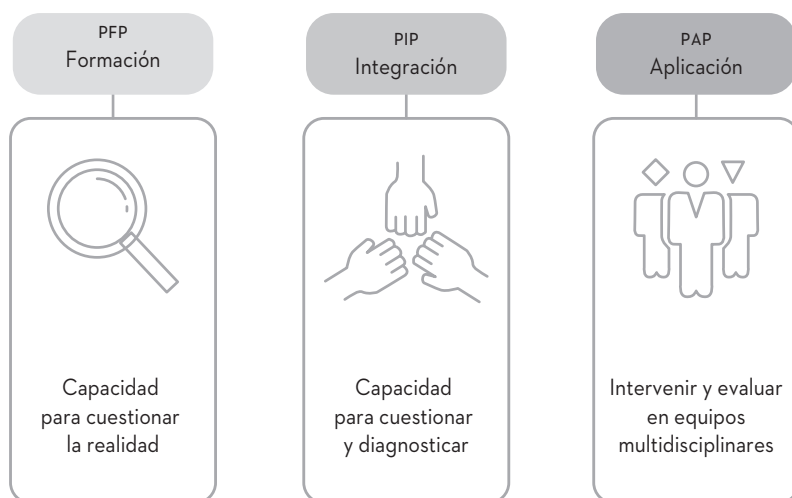 PFP
Formación
Capacidad
para cuestionar
la realidad
PIP
Integración
Capacidad
para cuestionar
y diagnosticar
PAP
Aplicación
Intervenir y evaluar
en equipos
multidisciplinares